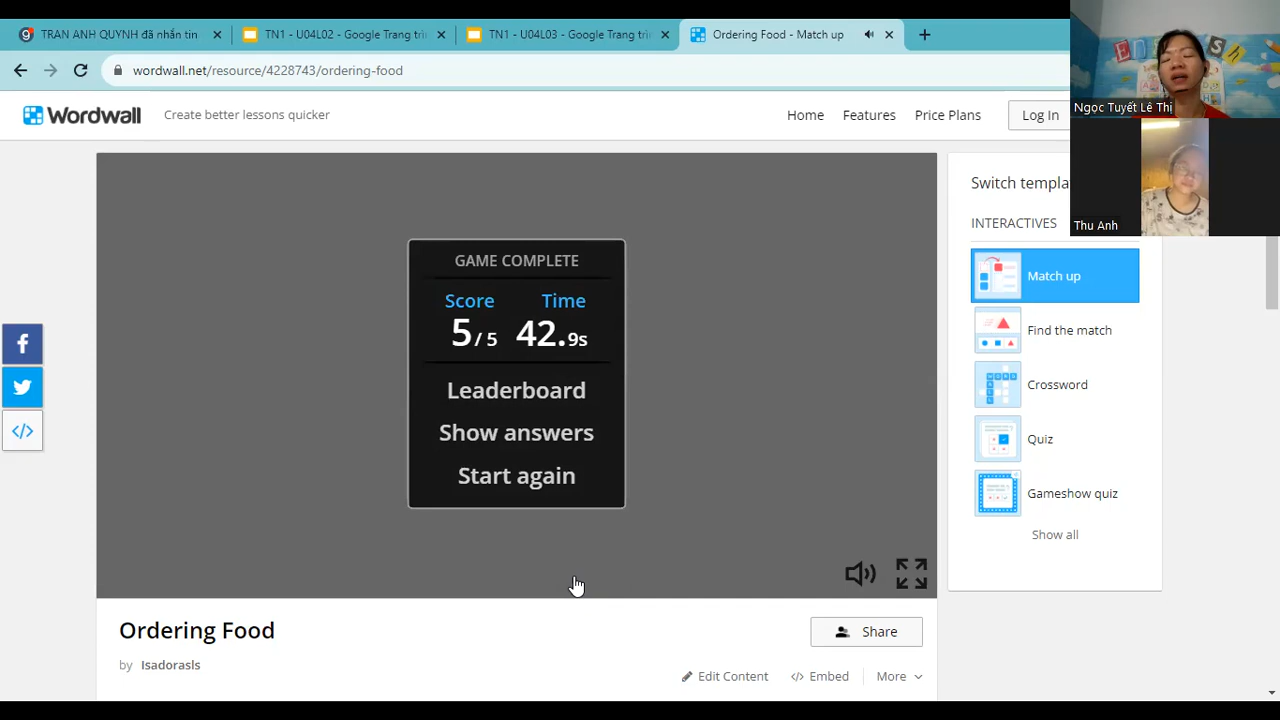 TRAN ANH QUYNH đã nhắn tin
TN1 - U04L02 - Google Trang trì
TN1 - U04L03 - Google Trang trì
Ordering Food - Match up
wordwall.net/resource/4228743/ordering-food
Ngọc Tuyết Lê Thị
Thu Anh
Wordwall
Create better lessons quicker
Home
Features
Price Plans
Log In
GAME COMPLETE
Score
Time
5/ 5
42.9s
Leaderboard
Show answers
Start again
Switch templa
INTERACTIVES
Match up
Find the match
Crossword
Quiz
Gameshow quiz
Show all
Ordering Food
Share
by Isadorasls
Edit Content
</> Embed
More